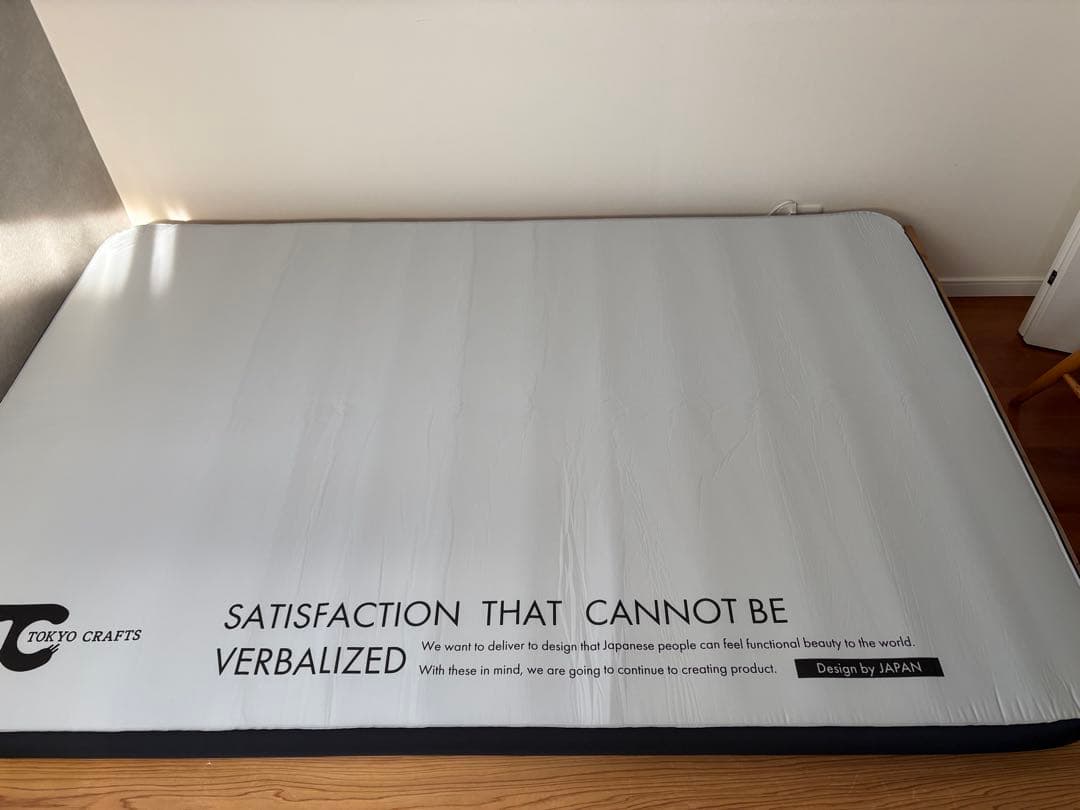 TOKYO CRAFTS
SATISFACTION THAT CANNOT BE
VERBALIZED
We want to deliver to design that Japanese people can feel functional beauty to the world.
With these in mind, we are going to continue to creating product.
Design by JAPAN